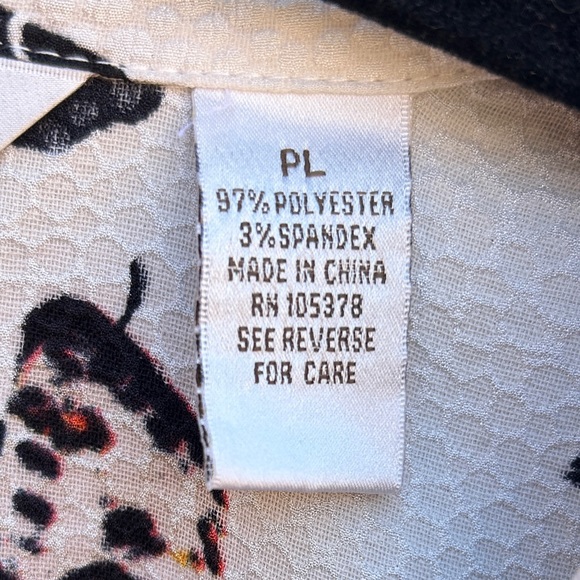 PL
97% POLYESTER
3% SPANDEX
MADE IN CHINA
RN 105378
SEE REVERSE
FOR CARE